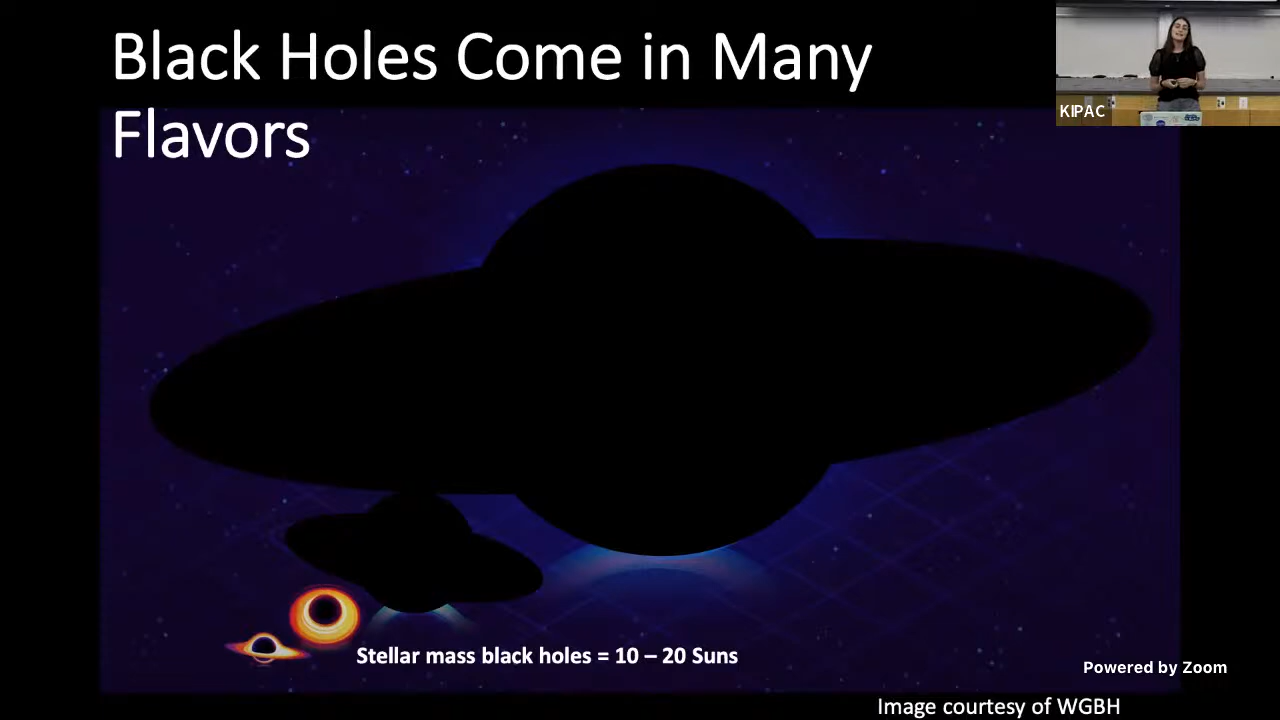 Black Holes Come in Many
Flavors
KIPAC
Stellar mass black holes = 10 – 20 Suns
Powered by Zoom
Image courtesy of WGBH